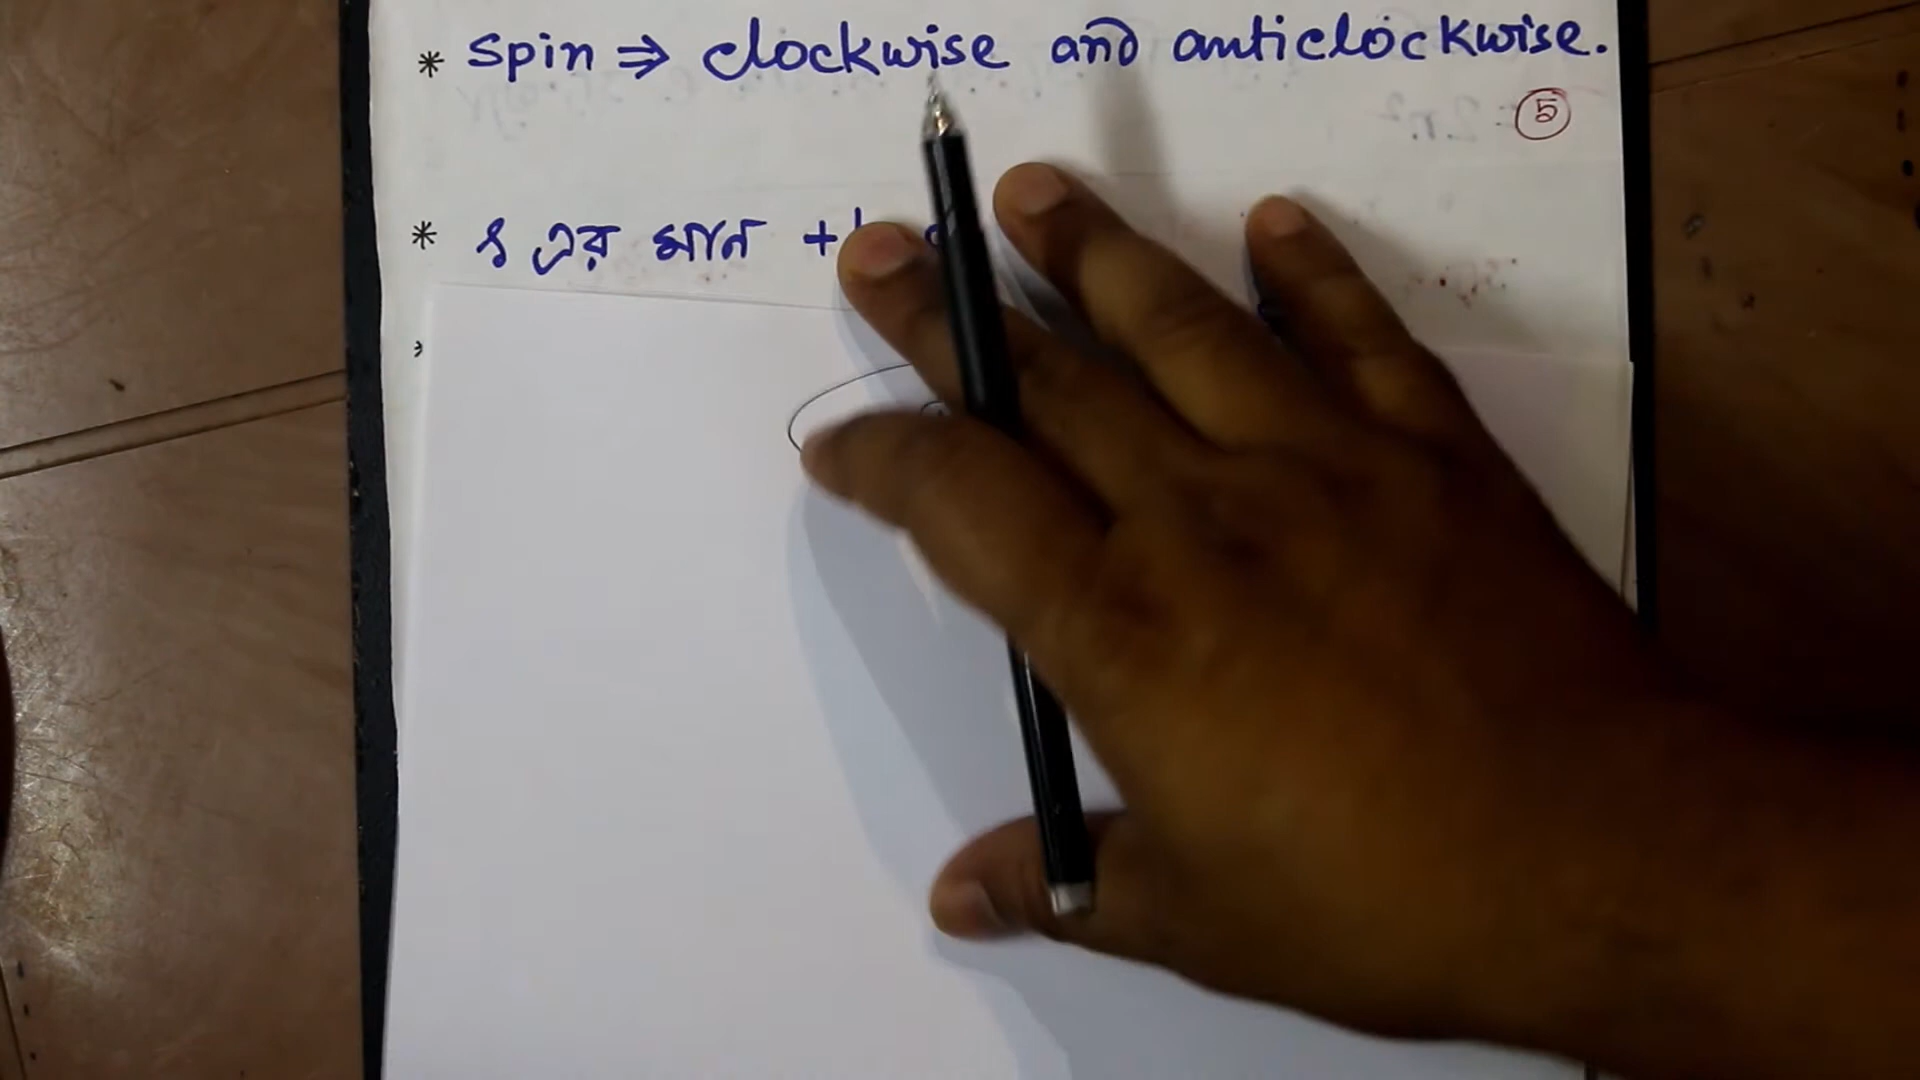 * Spin ⇒ clockwise and anticlockwise.
5
* s এর মান +